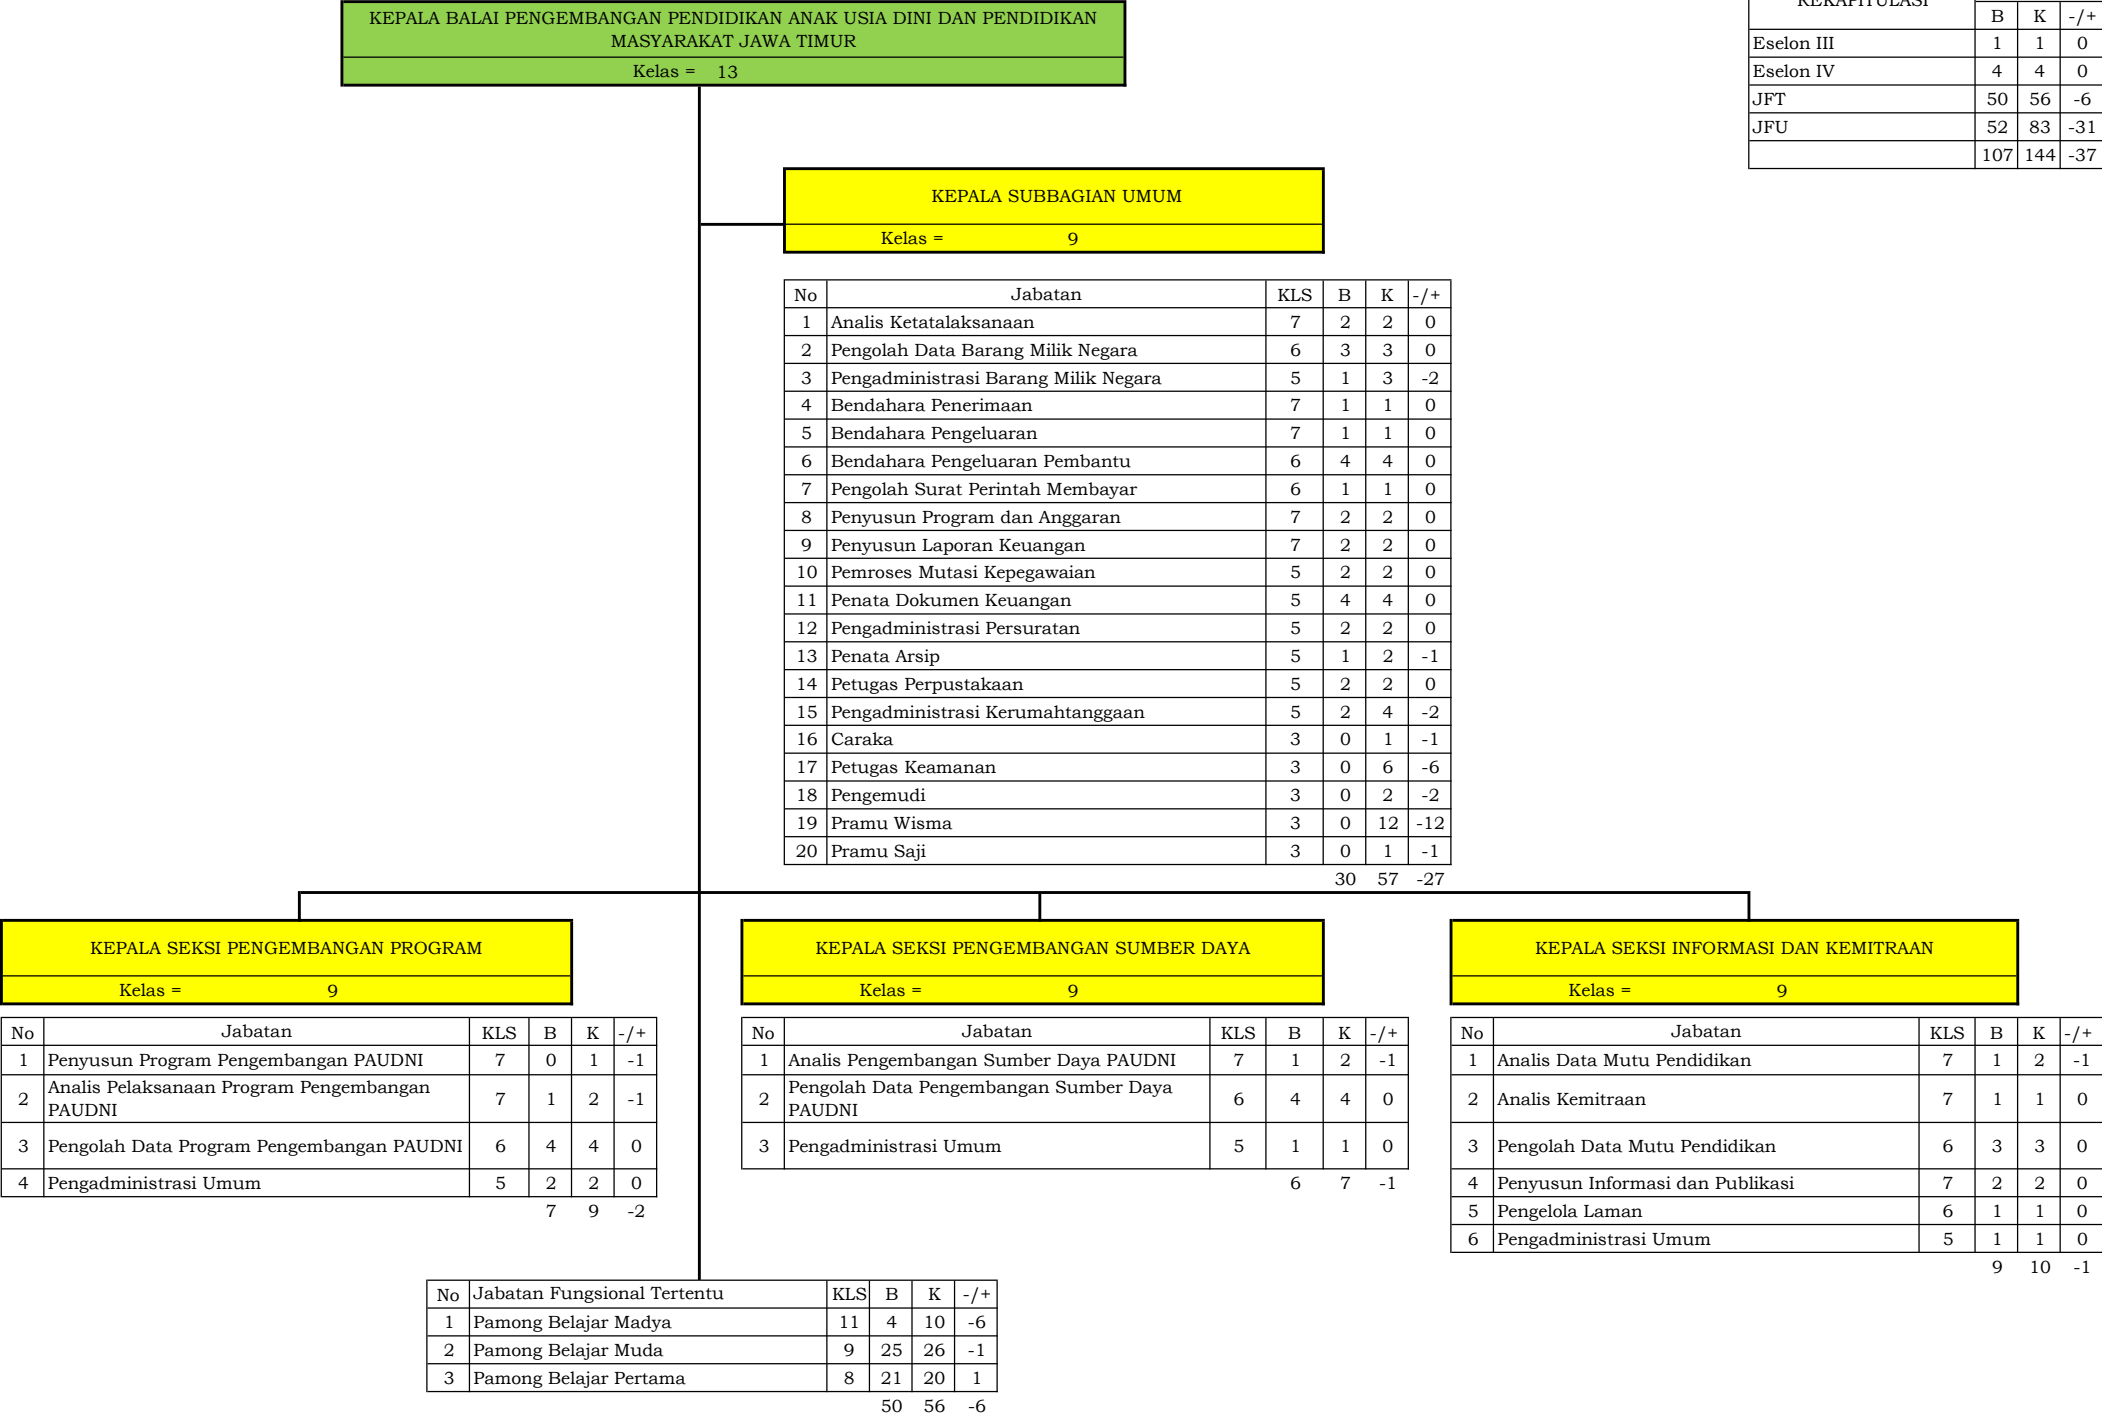 KEPALA BALAI PENGEMBANGAN PENDIDIKAN ANAK USIA DINI DAN PENDIDIKAN
MASYARAKAT JAWA TIMUR
Kelas = 13
REKAPITULASI
B K -/+
Eselon III 1 1 0
Eselon IV 4 4 0
JFT 50 56 -6
JFU 52 83 -31
107 144 -37
KEPALA SUBBAGIAN UMUM
Kelas = 9
No Jabatan KLS B K -/+
1 Analis Ketatalaksanaan 7 2 2 0
2 Pengolah Data Barang Milik Negara 6 3 3 0
3 Pengadministrasi Barang Milik Negara 5 1 3 -2
4 Bendahara Penerimaan 7 1 1 0
5 Bendahara Pengeluaran 7 1 1 0
6 Bendahara Pengeluaran Pembantu 6 4 4 0
7 Pengolah Surat Perintah Membayar 6 1 1 0
8 Penyusun Program dan Anggaran 7 2 2 0
9 Penyusun Laporan Keuangan 7 2 2 0
10 Pemroses Mutasi Kepegawaian 5 2 2 0
11 Penata Dokumen Keuangan 5 4 4 0
12 Pengadministrasi Persuratan 5 2 2 0
13 Penata Arsip 5 1 2 -1
14 Petugas Perpustakaan 5 2 2 0
15 Pengadministrasi Kerumahtanggaan 5 2 4 -2
16 Caraka 3 0 1 -1
17 Petugas Keamanan 3 0 6 -6
18 Pengemudi 3 0 2 -2
19 Pramu Wisma 3 0 12 -12
20 Pramu Saji 3 0 1 -1
30 57 -27
KEPALA SEKSI PENGEMBANGAN PROGRAM
Kelas = 9
No Jabatan KLS B K -/+
1 Penyusun Program Pengembangan PAUDNI 7 0 1 -1
2 Analis Pelaksanaan Program Pengembangan
PAUDNI 7 1 2 -1
3 Pengolah Data Program Pengembangan PAUDNI 6 4 4 0
4 Pengadministrasi Umum 5 2 2 0
7 9 -2
KEPALA SEKSI PENGEMBANGAN SUMBER DAYA
Kelas = 9
No Jabatan KLS B K -/+
1 Analis Pengembangan Sumber Daya PAUDNI 7 1 2 -1
2 Pengolah Data Pengembangan Sumber Daya
PAUDNI 6 4 4 0
3 Pengadministrasi Umum 5 1 1 0
6 7 -1
KEPALA SEKSI INFORMASI DAN KEMITRAAN
Kelas = 9
No Jabatan KLS B K -/+
1 Analis Data Mutu Pendidikan 7 1 2 -1
2 Analis Kemitraan 7 1 1 0
3 Pengolah Data Mutu Pendidikan 6 3 3 0
4 Penyusun Informasi dan Publikasi 7 2 2 0
5 Pengelola Laman 6 1 1 0
6 Pengadministrasi Umum 5 1 1 0
9 10 -1
No Jabatan Fungsional Tertentu KLS B K -/+
1 Pamong Belajar Madya 11 4 10 -6
2 Pamong Belajar Muda 9 25 26 -1
3 Pamong Belajar Pertama 8 21 20 1
50 56 -6